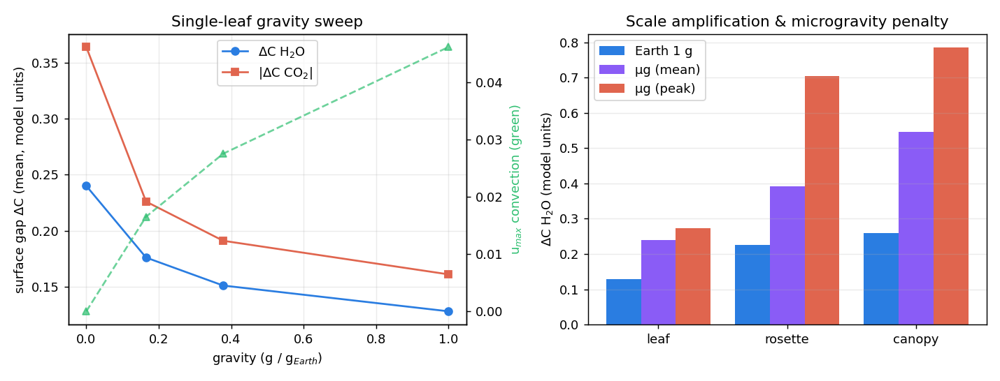 Single-leaf gravity sweep
ΔC H₂O
|ΔC CO₂|
surface gap ΔC (mean, model units)
0.35
0.30
0.25
0.20
0.15
0.04
0.03
0.02
0.01
0.00
u_max convection (green)
0.0 0.2 0.4 0.6 0.8 1.0
gravity (g / g_Earth)
Scale amplification & microgravity penalty
Earth 1 g
μg (mean)
μg (peak)
ΔC H₂O (model units)
0.8
0.7
0.6
0.5
0.4
0.3
0.2
0.1
0.0
leaf rosette canopy